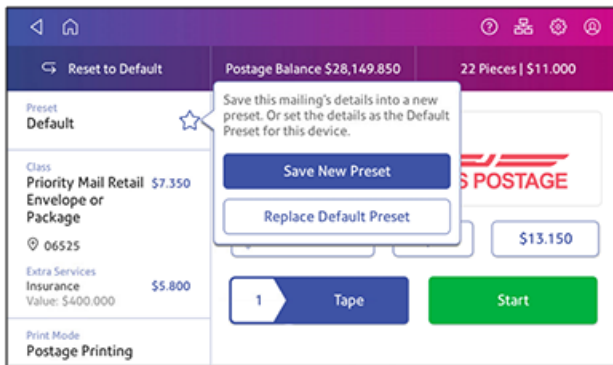 Reset to Default
Postage Balance $28,149.850
22 Pieces | $11.000
Preset
Default
Save this mailing's details into a new
preset. Or set the details as the Default
Preset for this device.
Save New Preset
Replace Default Preset
Class
Priority Mail Retail $7.350
Envelope or
Package
06525
Extra Services
Insurance $5.800
Value: $400.000
Print Mode
Postage Printing
S POSTAGE
$13.150
1 Tape
Start